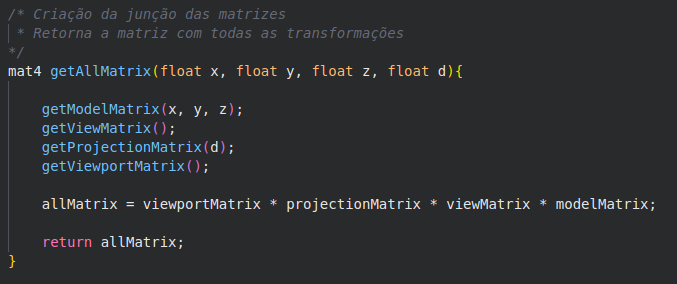 /* Criação da junção das matrizes
* Retorna a matriz com todas as transformações
*/
mat4 getAllMatrix(float x, float y, float z, float d){
getModelMatrix(x, y, z);
getViewMatrix();
getProjectionMatrix(d);
getViewportMatrix();
allMatrix = viewportMatrix * projectionMatrix * viewMatrix * modelMatrix;
return allMatrix;
}